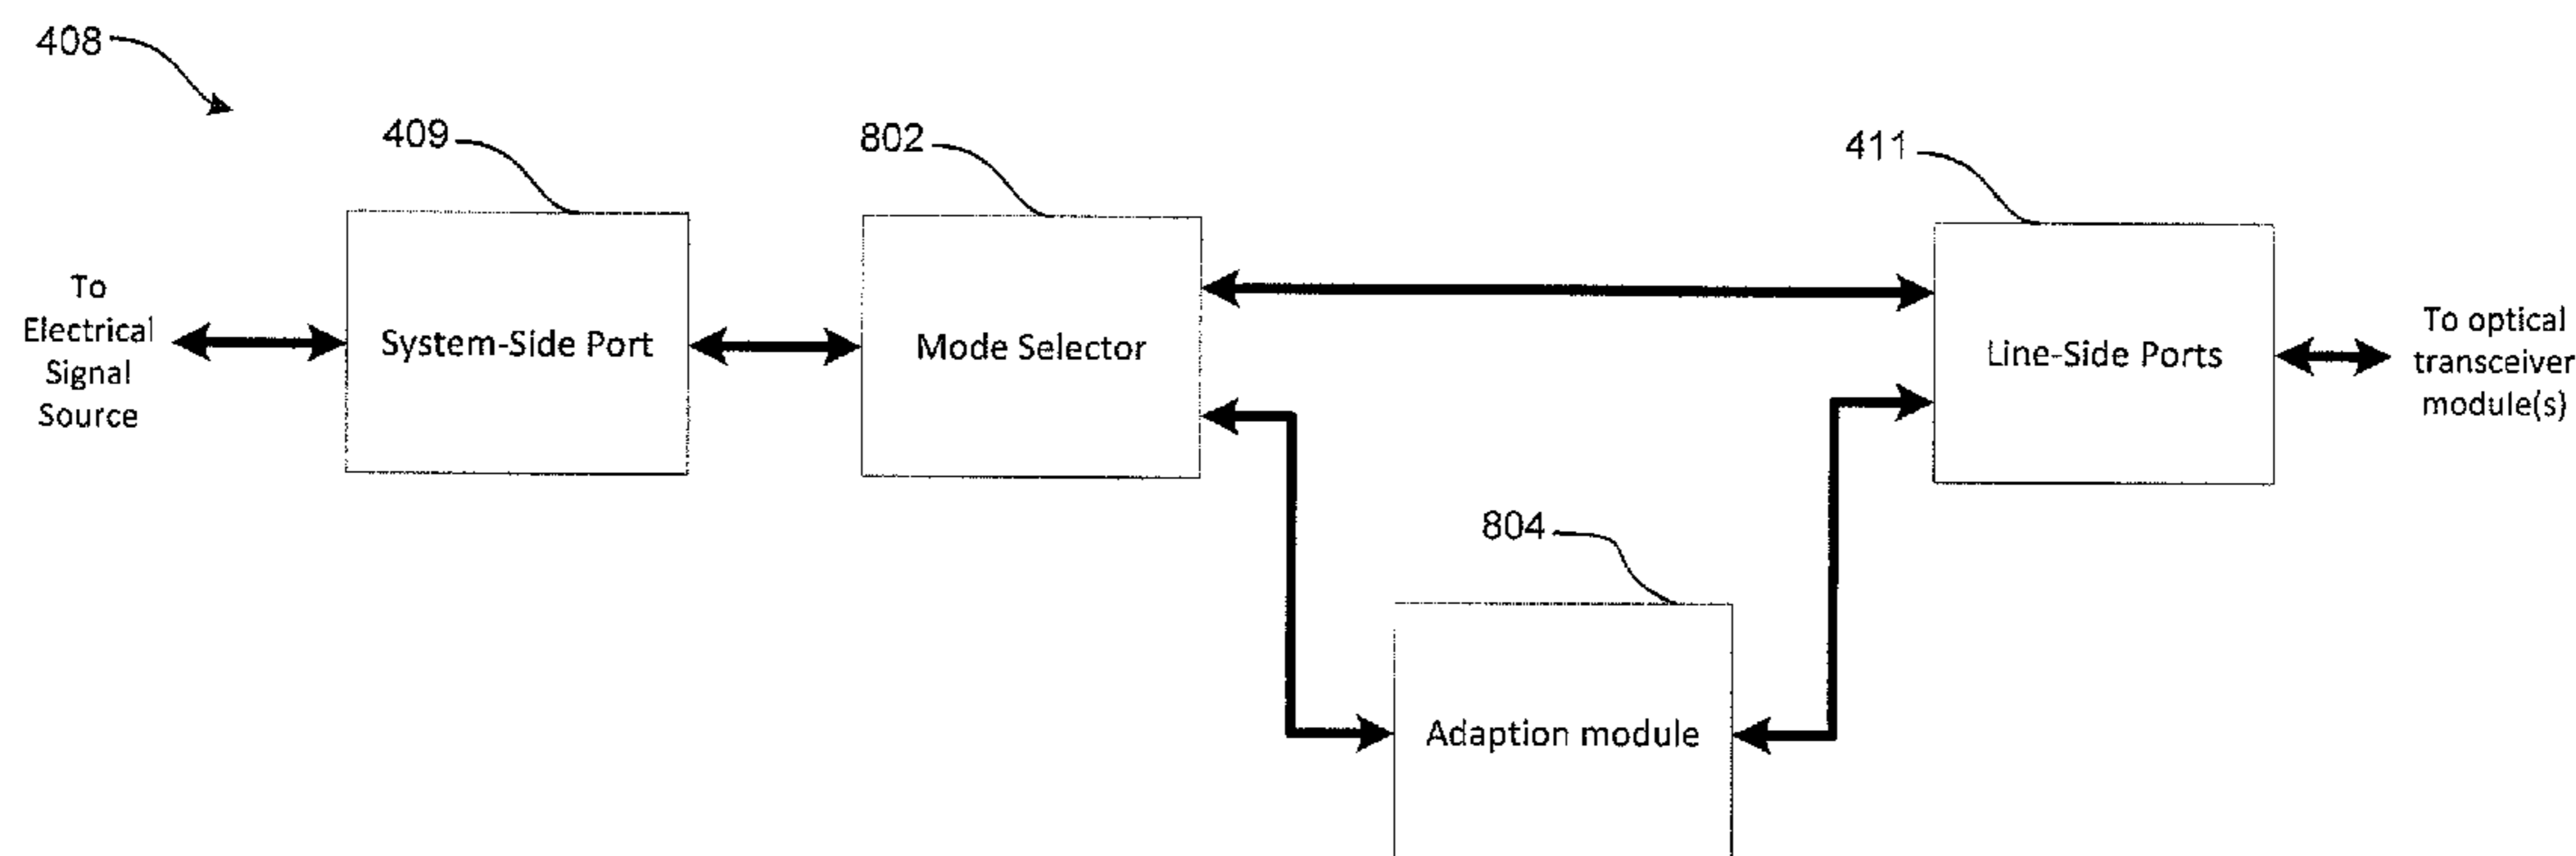 408
409
802
411
To
Electrical
Signal
Source
System-Side Port
Mode Selector
Line-Side Ports
To optical
transceiver
module(s)
804
Adaption module